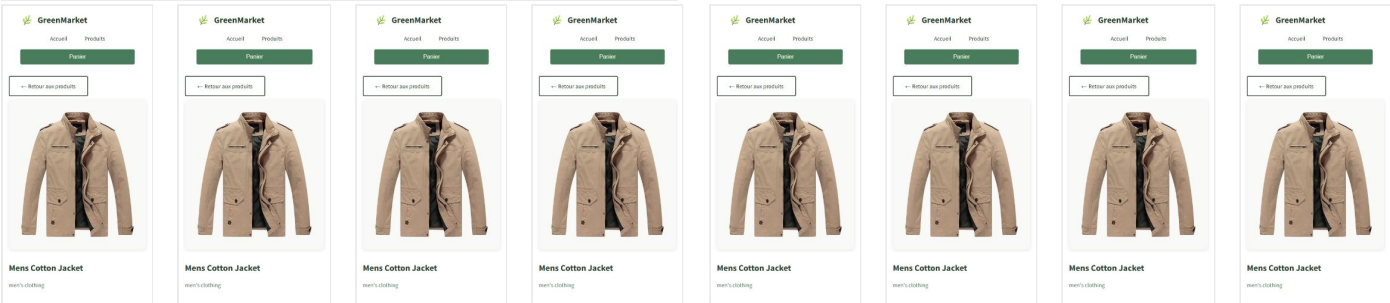 GreenMarket
Accueil Produits
Panier
← Retour aux produits
Mens Cotton Jacket
men's clothing
GreenMarket
Accueil Produits
Panier
← Retour aux produits
Mens Cotton Jacket
men's clothing
GreenMarket
Accueil Produits
Panier
← Retour aux produits
Mens Cotton Jacket
men's clothing
GreenMarket
Accueil Produits
Panier
← Retour aux produits
Mens Cotton Jacket
men's clothing
GreenMarket
Accueil Produits
Panier
← Retour aux produits
Mens Cotton Jacket
men's clothing
GreenMarket
Accueil Produits
Panier
← Retour aux produits
Mens Cotton Jacket
men's clothing
GreenMarket
Accueil Produits
Panier
← Retour aux produits
Mens Cotton Jacket
men's clothing
GreenMarket
Accueil Produits
Panier
← Retour aux produits
Mens Cotton Jacket
men's clothing